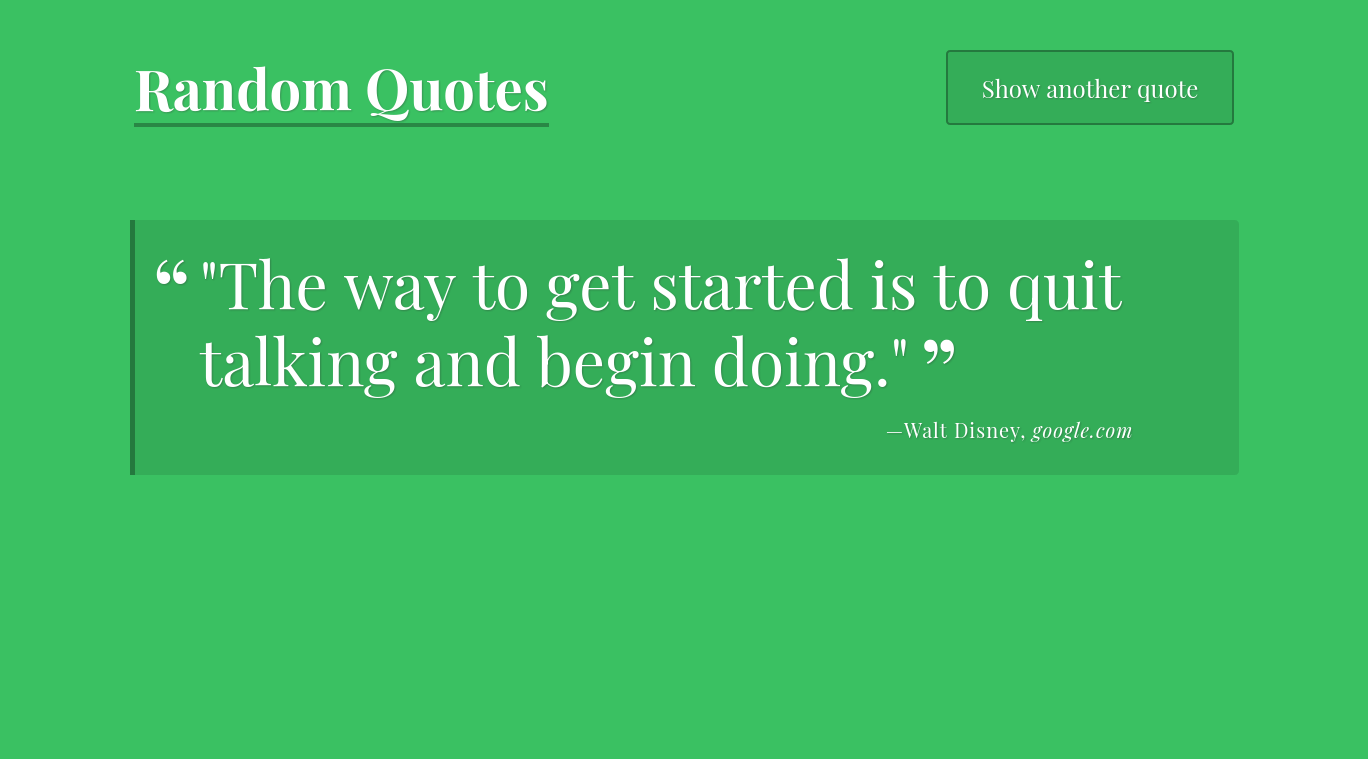 Random Quotes
Show another quote
“ "The way to get started is to quit
talking and begin doing." ”
—Walt Disney, google.com